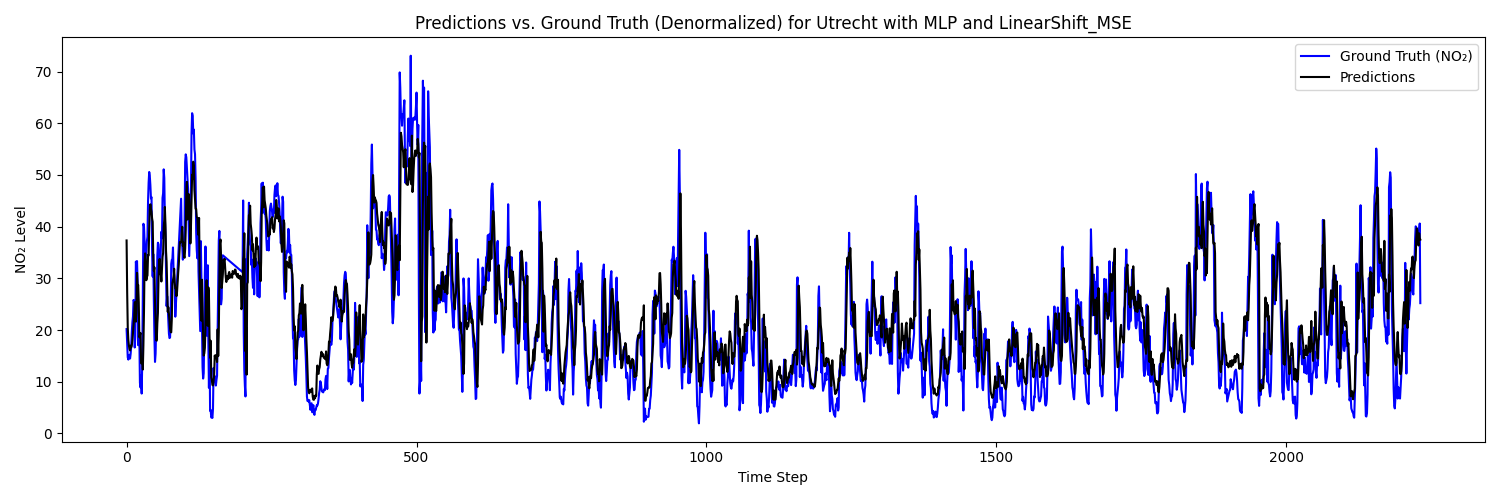 Predictions vs. Ground Truth (Denormalized) for Utrecht with MLP and LinearShift_MSE
Ground Truth (NO₂)
Predictions
NO₂ Level
70
60
50
40
30
20
10
0
0 500 1000 1500 2000
Time Step